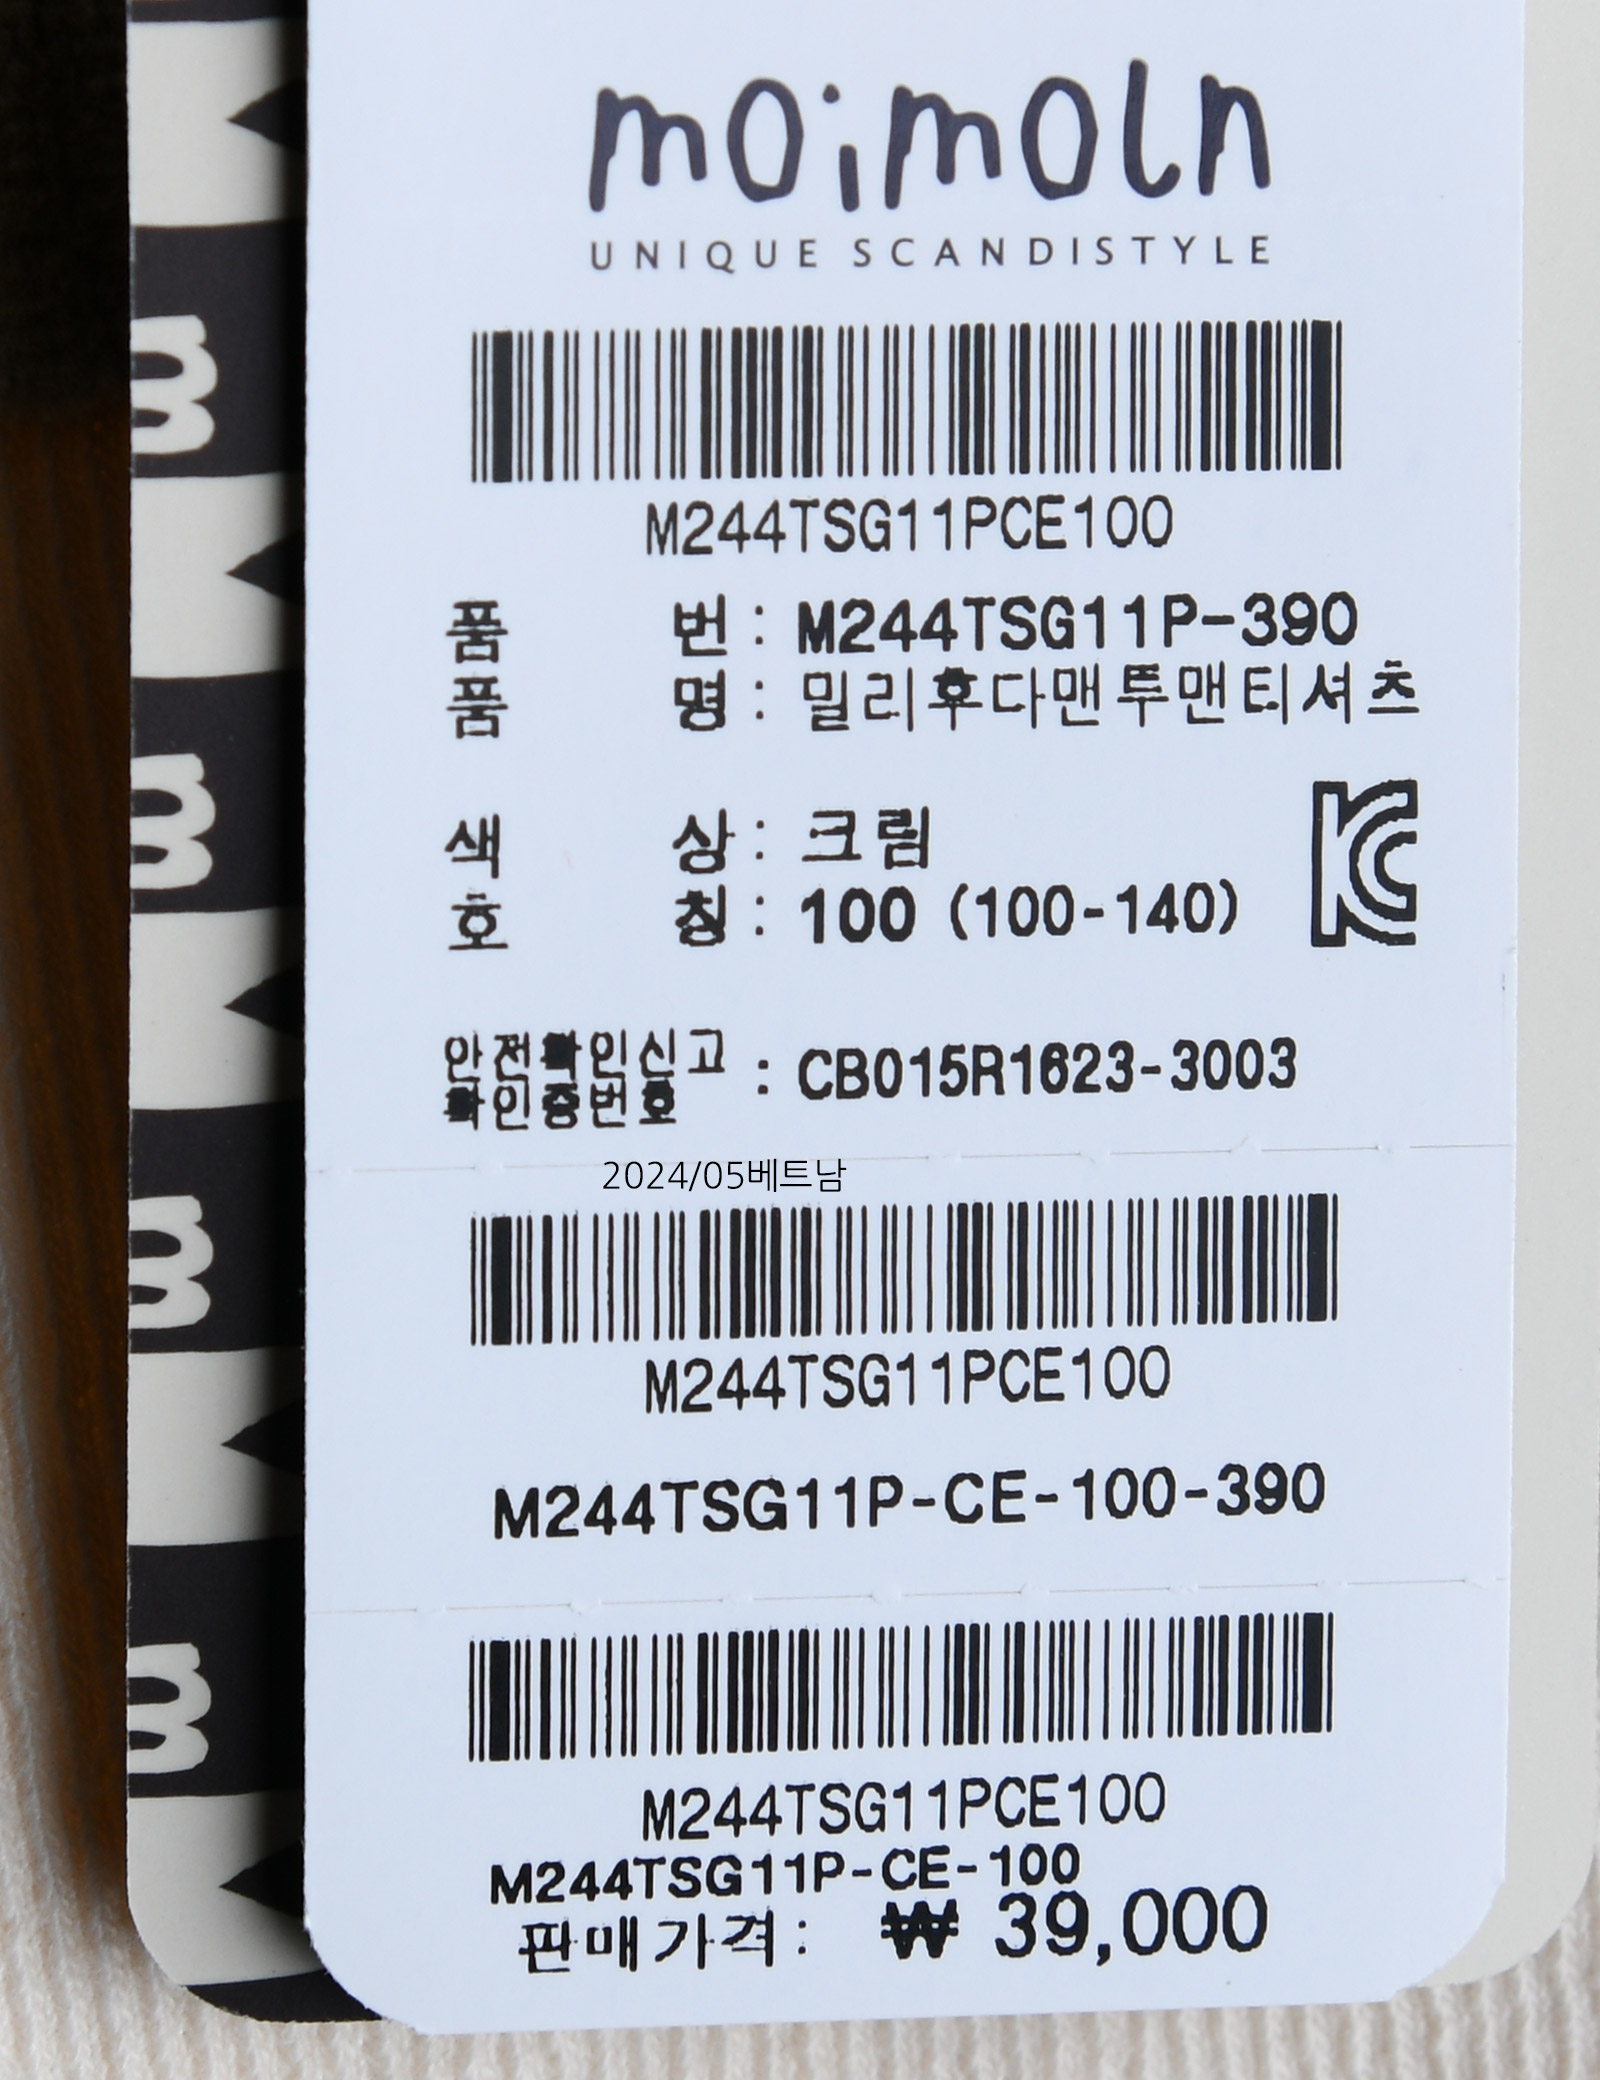 moimoln
UNIQUE SCANDISTYLE
M244TSG11PCE100
품 번 : M244TSG11P-390
품 명 : 밀리후다맨투맨티셔츠
색 상 : 크림
호 칭 : 100 (100-140)
안전확인신고
확인증번호 : CB015R1623-3003
2024/05베트남
M244TSG11PCE100
M244TSG11P-CE-100-390
M244TSG11PCE100
M244TSG11P-CE-100
판매가격: ₩ 39,000